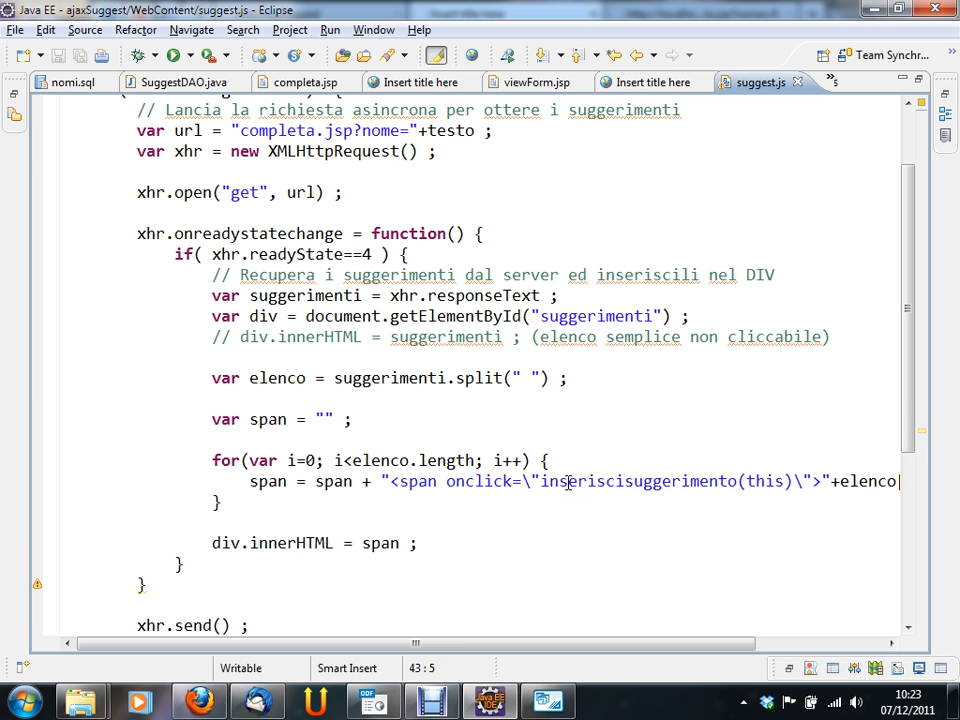 Java EE - ajaxSuggest/WebContent/suggest.js - Eclipse
File Edit Source Refactor Navigate Search Project Run Window Help
Team Synchr...
nomi.sql SuggestDAO.java completa.jsp Insert title here viewForm.jsp Insert title here suggest.js »5
// Lancia la richiesta asincrona per ottere i suggerimenti
var url = "completa.jsp?nome="+testo ;
var xhr = new XMLHttpRequest() ;
xhr.open("get", url) ;
xhr.onreadystatechange = function() {
if( xhr.readyState==4 ) {
// Recupera i suggerimenti dal server ed inseriscili nel DIV
var suggerimenti = xhr.responseText ;
var div = document.getElementById("suggerimenti") ;
// div.innerHTML = suggerimenti ; (elenco semplice non cliccabile)
var elenco = suggerimenti.split(" ") ;
var span = "" ;
for(var i=0; i<elenco.length; i++) {
span = span + "<span onclick=\"inseriscisuggerimento(this)\">"+elenco[
}
div.innerHTML = span ;
}
}
xhr.send() ;
Writable Smart Insert 43 : 5
10:23
07/12/2011